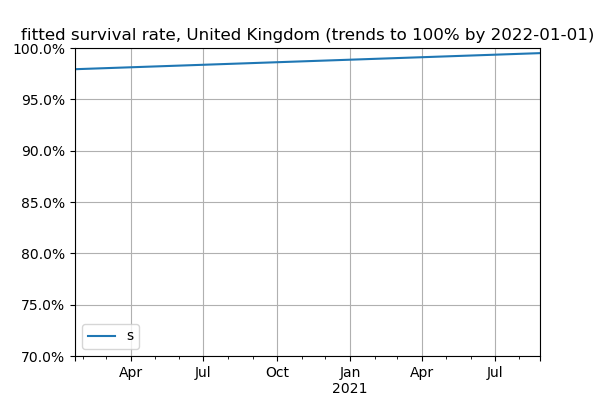 fitted survival rate, United Kingdom (trends to 100% by 2022-01-01)
100.0%
95.0%
90.0%
85.0%
80.0%
75.0%
70.0%
s
Apr Jul Oct Jan Apr Jul
2021